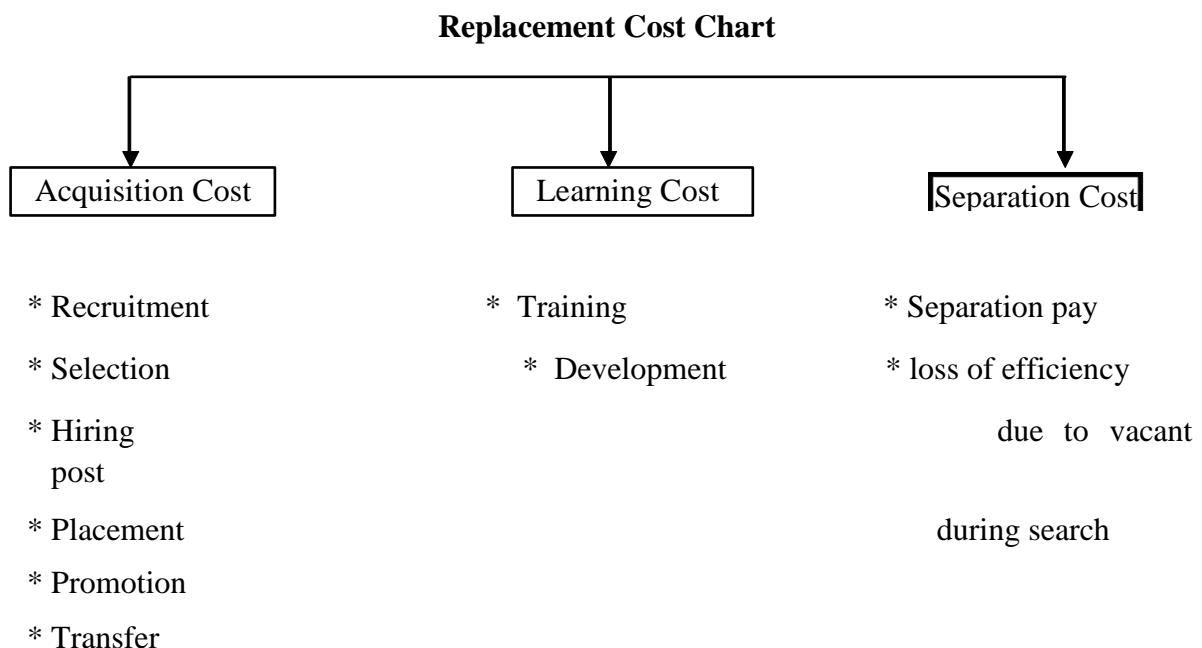 Replacement Cost Chart
Acquisition Cost Learning Cost Separation Cost
* Recruitment * Training * Separation pay
* Selection * Development * loss of efficiency
* Hiring due to vacant
post
* Placement during search
* Promotion
* Transfer